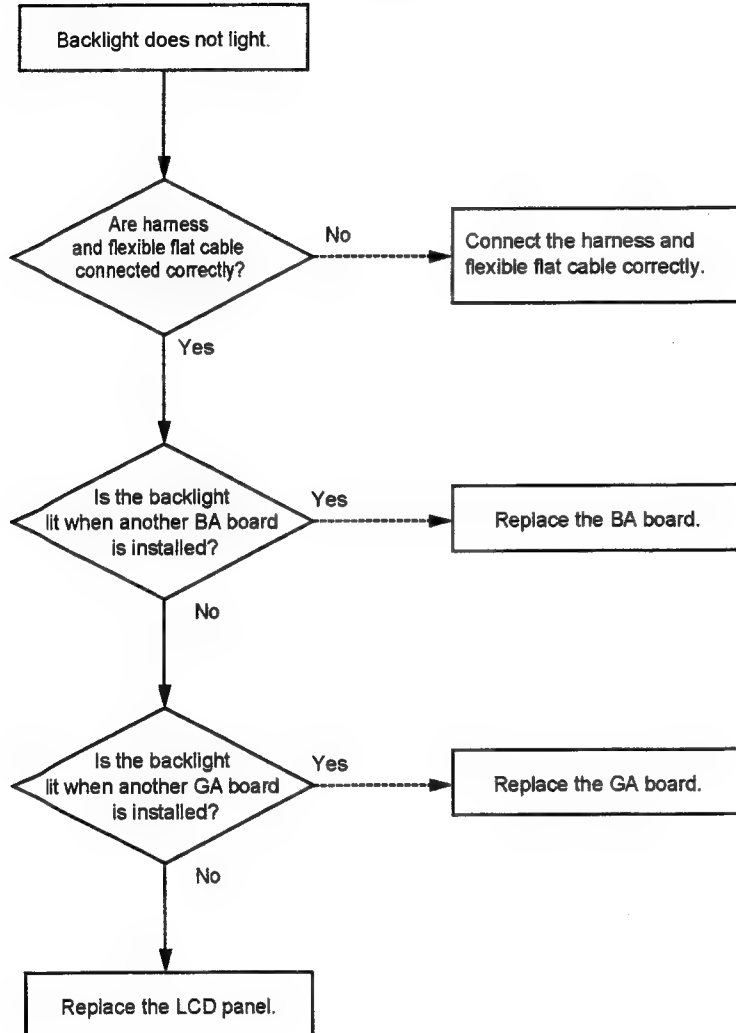 Backlight does not light.
Are harness
and flexible flat cable
connected correctly?
No
Connect the harness and
flexible flat cable correctly.
Yes
Is the backlight
lit when another BA board
is installed?
Yes
Replace the BA board.
No
Is the backlight
lit when another GA board
is installed?
Yes
Replace the GA board.
No
Replace the LCD panel.